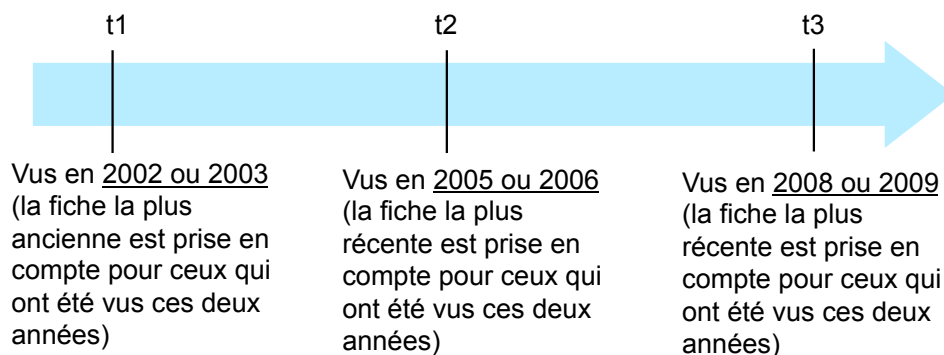 t1
t2
t3
Vus en 2002 ou 2003
(la fiche la plus
ancienne est prise en
compte pour ceux qui
ont été vus ces deux
années)
Vus en 2005 ou 2006
(la fiche la plus
récente est prise en
compte pour ceux qui
ont été vus ces deux
années)
Vus en 2008 ou 2009
(la fiche la plus
récente est prise en
compte pour ceux qui
ont été vus ces deux
années)